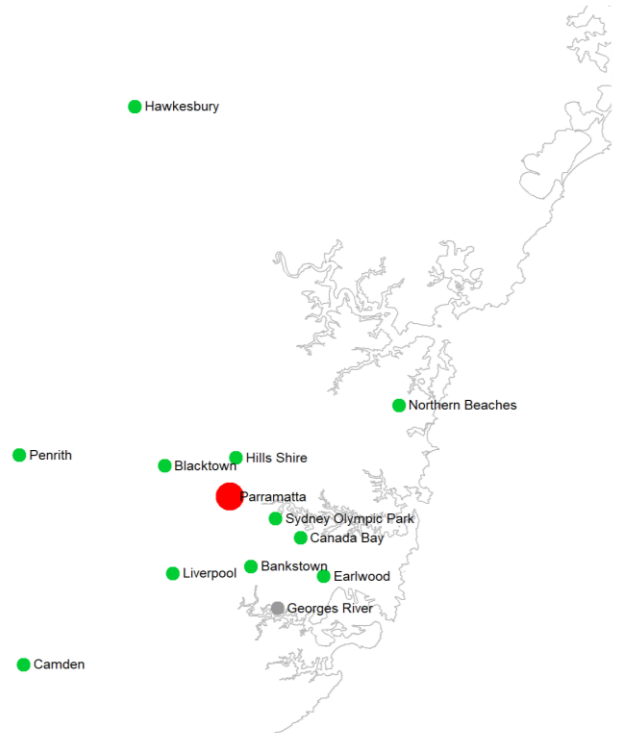 Hawkesbury
Northern Beaches
Penrith
Hills Shire
Blacktown
Parramatta
Sydney Olympic Park
Canada Bay
Bankstown
Liverpool
Earlwood
Georges River
Camden